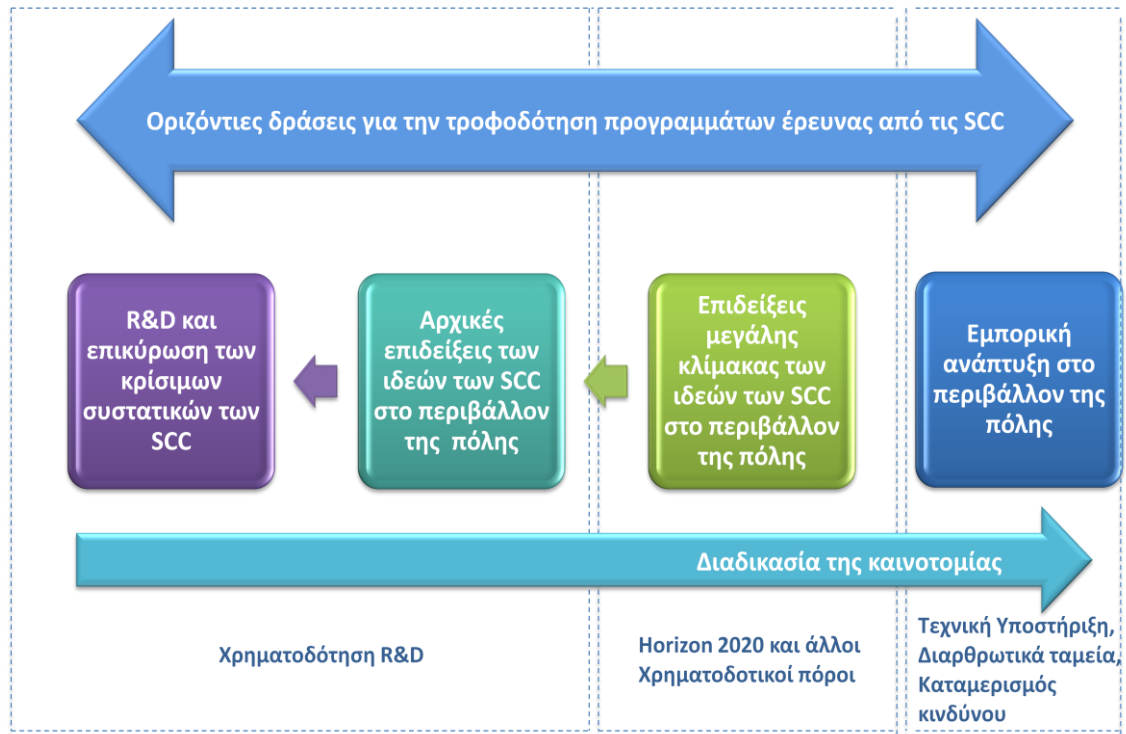 Οριζόντιες δράσεις για την τροφοδότηση προγραμμάτων έρευνας από τις SCC
R&D και
επικύρωση των
κρίσιμων
συστατικών των
SCC
Αρχικές
επιδείξεις των
ιδεών των SCC
στο περιβάλλον
της πόλης
Επιδείξεις
μεγάλης
κλίμακας των
ιδεών των SCC
στο περιβάλλον
της πόλης
Εμπορική
ανάπτυξη στο
περιβάλλον της
πόλης
Διαδικασία της καινοτομίας
Χρηματοδότηση R&D
Horizon 2020 και άλλοι
Χρηματοδοτικοί πόροι
Τεχνική Υποστήριξη,
Διαρθρωτικά ταμεία,
Καταμερισμός
κινδύνου